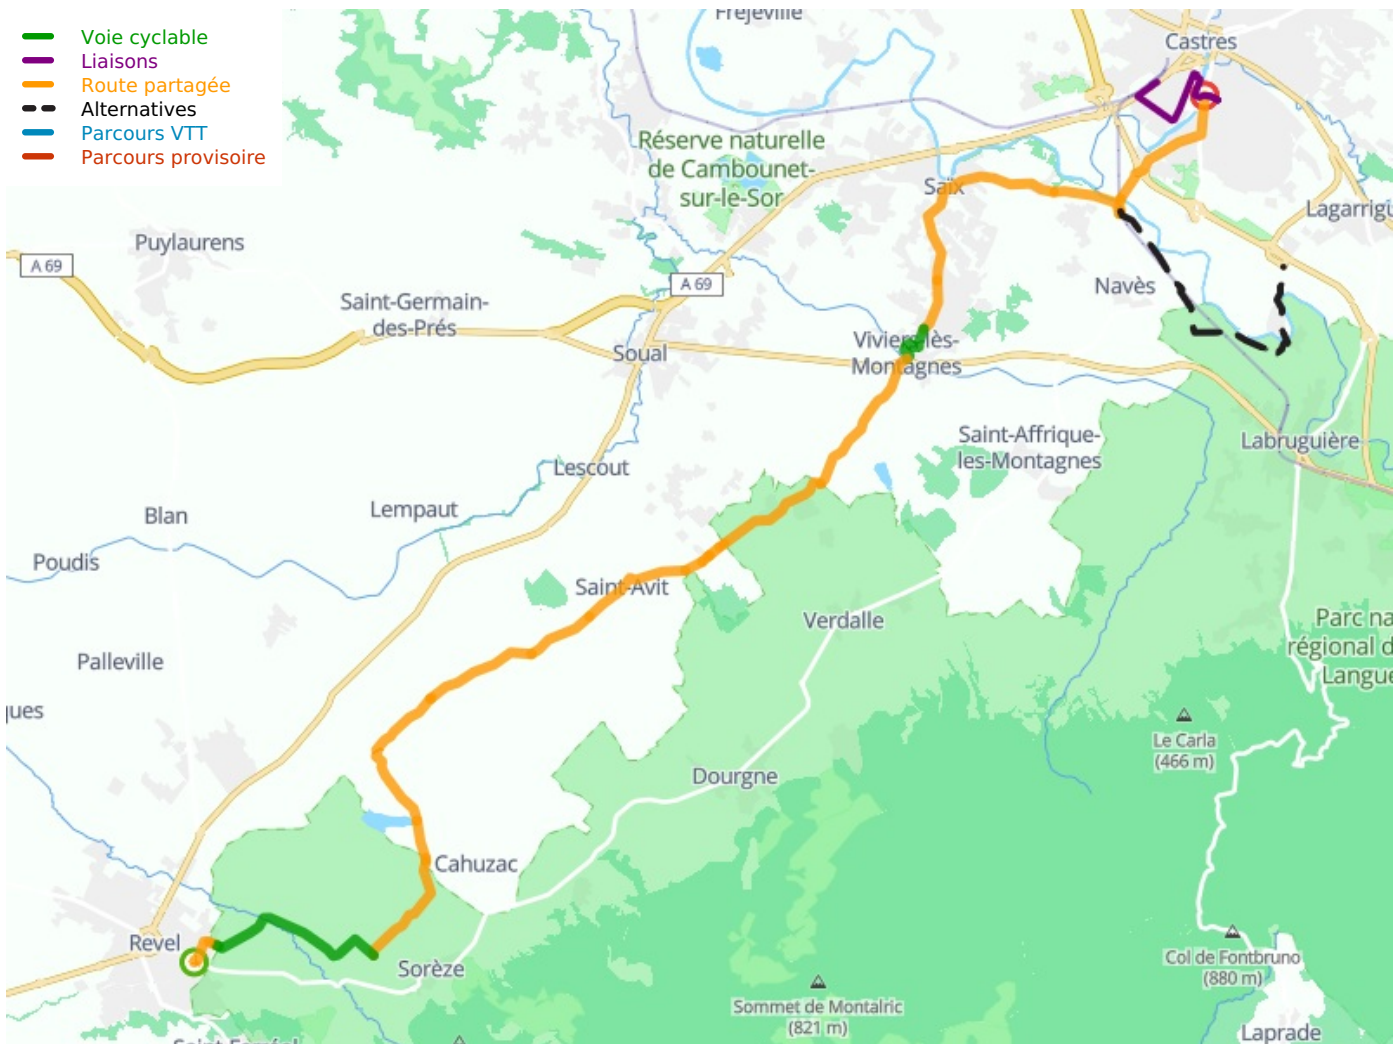 Voie cyclable
Liaisons
Route partagée
Alternatives
Parcours VTT
Parcours provisoire
Fréjeville
Castres
Réserve naturelle
de Cambounet-
sur-le-Sor
Saïx
Lagarrigu
Puylaurens
A 69
A 69
Navès
Saint-Germain-
des-Prés
Soual
Viviers-lès-
Montagnes
Saint-Affrique-
les-Montagnes
Labruguière
Lescout
Lempaut
Blan
Poudis
Saint-Avit
Verdalle
Parc na
régional d
Langue
Palleville
gues
Le Carla
(466 m)
Dourgne
Cahuzac
Revel
Sorèze
Col de Fontbruno
(880 m)
Sommet de Montalric
(821 m)
Laprade